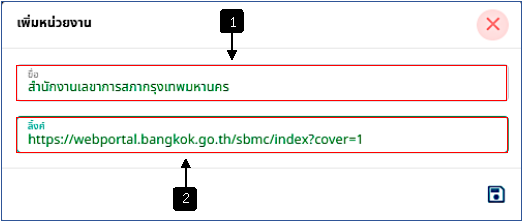 1
เพิ่มหน่วยงาน
ชื่อ
สำนักงานเลขาการสภากรุงเทพมหานคร
ลิ้งค์
https://webportal.bangkok.go.th/sbmc/index?cover=1
2